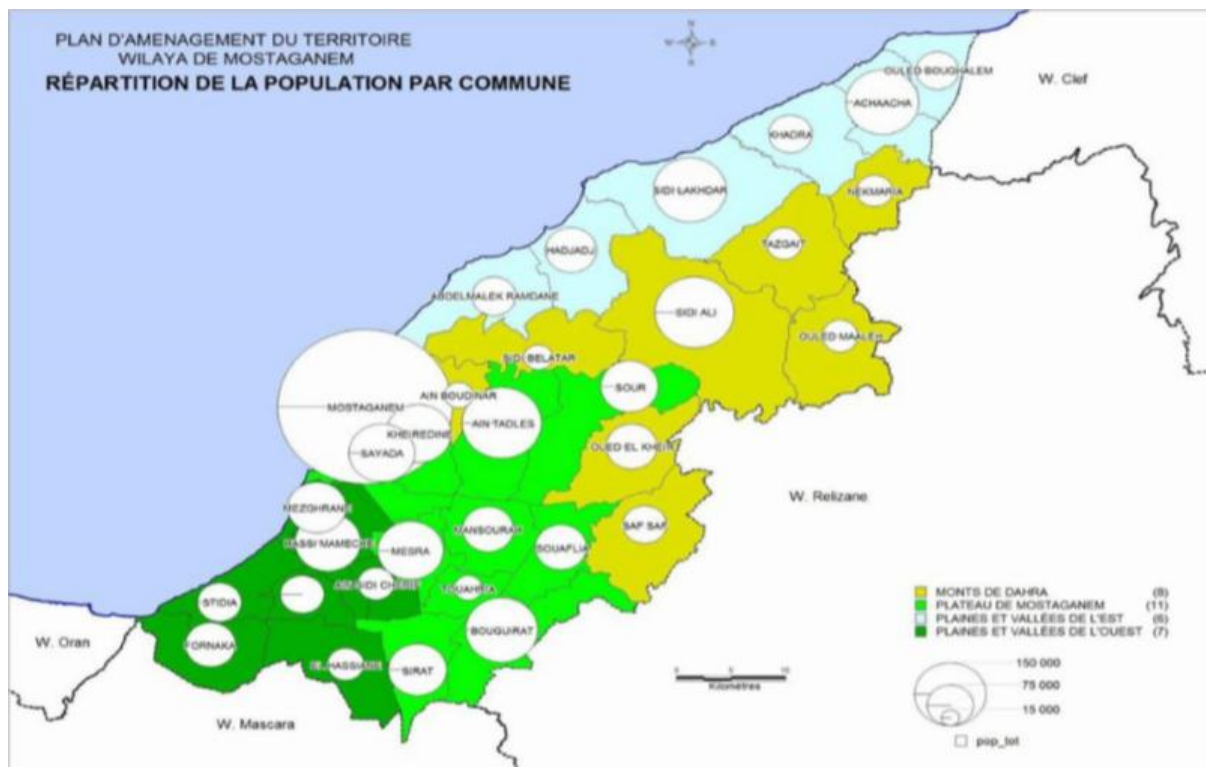 PLAN D'AMENAGEMENT DU TERRITOIRE
WILAYA DE MOSTAGANEM
RÉPARTITION DE LA POPULATION PAR COMMUNE
N
W
E
S
OULED BOUGHALEM
W. Clef
ACHAACHA
KHADRA
SIDI LAKHDAR
NEKMARIA
HADJADJ
TAZGAIT
ABDELMALEK RAMDANE
SIDI ALI
OULED MAALEH
SIDI BELATAR
SOUR
AIN BOUDINAR
MOSTAGANEM
AIN TADLES
KHEIREDINE
SAYADA
OUED EL KHEIR
W. Relizane
MEZGHRANE
SAF SAF
MANSOURAH
HASSI MAMECHE
MESRA
SOUAFLIA
AIN SIDI CHERIF
TOUAHRIA
STIDIA
BOUGUIRAT
W. Oran
FORNAKA
EL HASSIANE
SIRAT
W. Mascara
MONTS DE DAHRA (8)
PLATEAU DE MOSTAGANEM (11)
PLAINES ET VALLÉES DE L'EST (6)
PLAINES ET VALLÉES DE L'OUEST (7)
0 5 10
Kilomètres
150 000
75 000
15 000
pop_tot